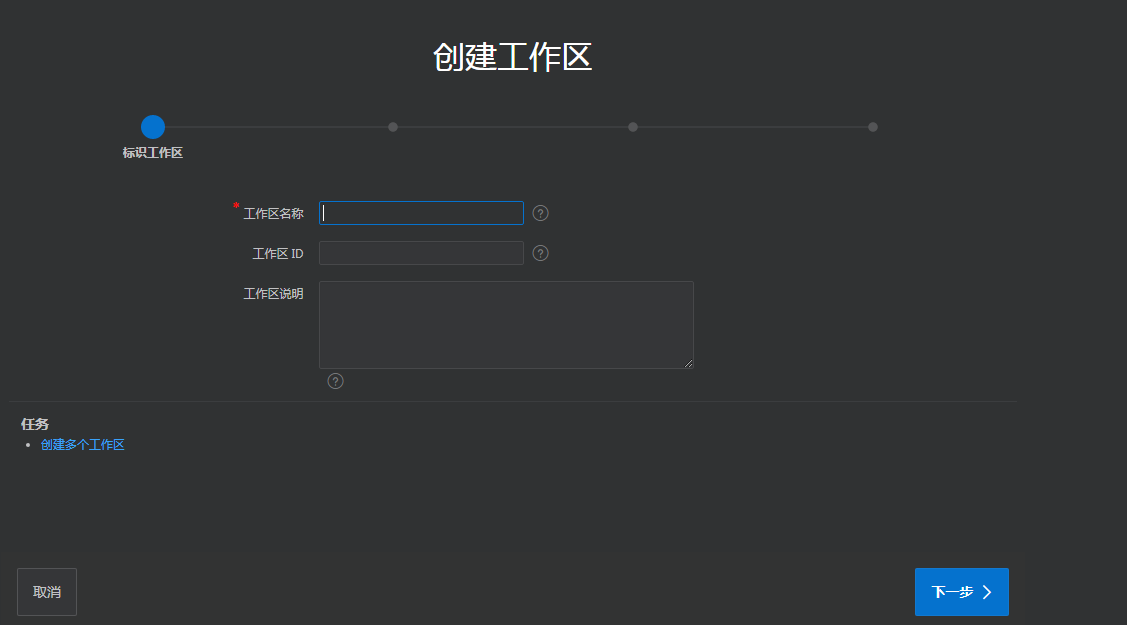 创建工作区
标识工作区
* 工作区名称 ?
工作区 ID ?
工作区说明
?
任务
• 创建多个工作区
取消
下一步